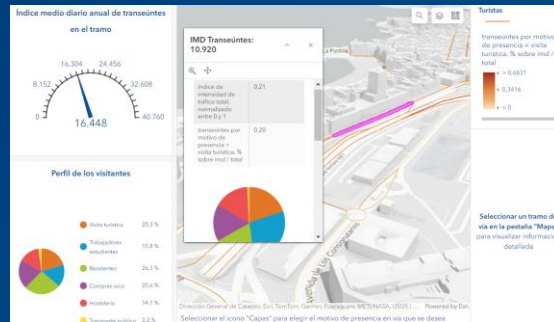 Índice medio diario anual de transeúntes
en el tramo
16.304
24.456
8.152
32.608
0
40.760
16.448
Perfil de los visitantes
Visita turística 20,3 %
Trabajadores - estudiantes 15,8 %
Residentes 26,3 %
Compras ocio 20,6 %
Hostelería 14,7 %
Transporte público 2,2 %
IMD Transeúntes:
10.920
índice de
intensidad de
tráfico total,
normalizado
entre 0 y 1
0,21
transeúntes por
motivo de
presencia =
visita turística, %
sobre imd / total
0,20
Dirección General de Catastro, Esri, TomTom, Garmin, Foursquare, METI/NASA, USGS |
Powered by Esri
Seleccionar el icono "Capas" para elegir el motivo de presencia en vía que se desea
Turistas
transeúntes por motivo
de presencia = visita
turística, % sobre imd /
total
> 0,6831
0,3416
< 0
Seleccionar un tramo de
vía en la pestaña "Mapa"
para visualizar información
detallada